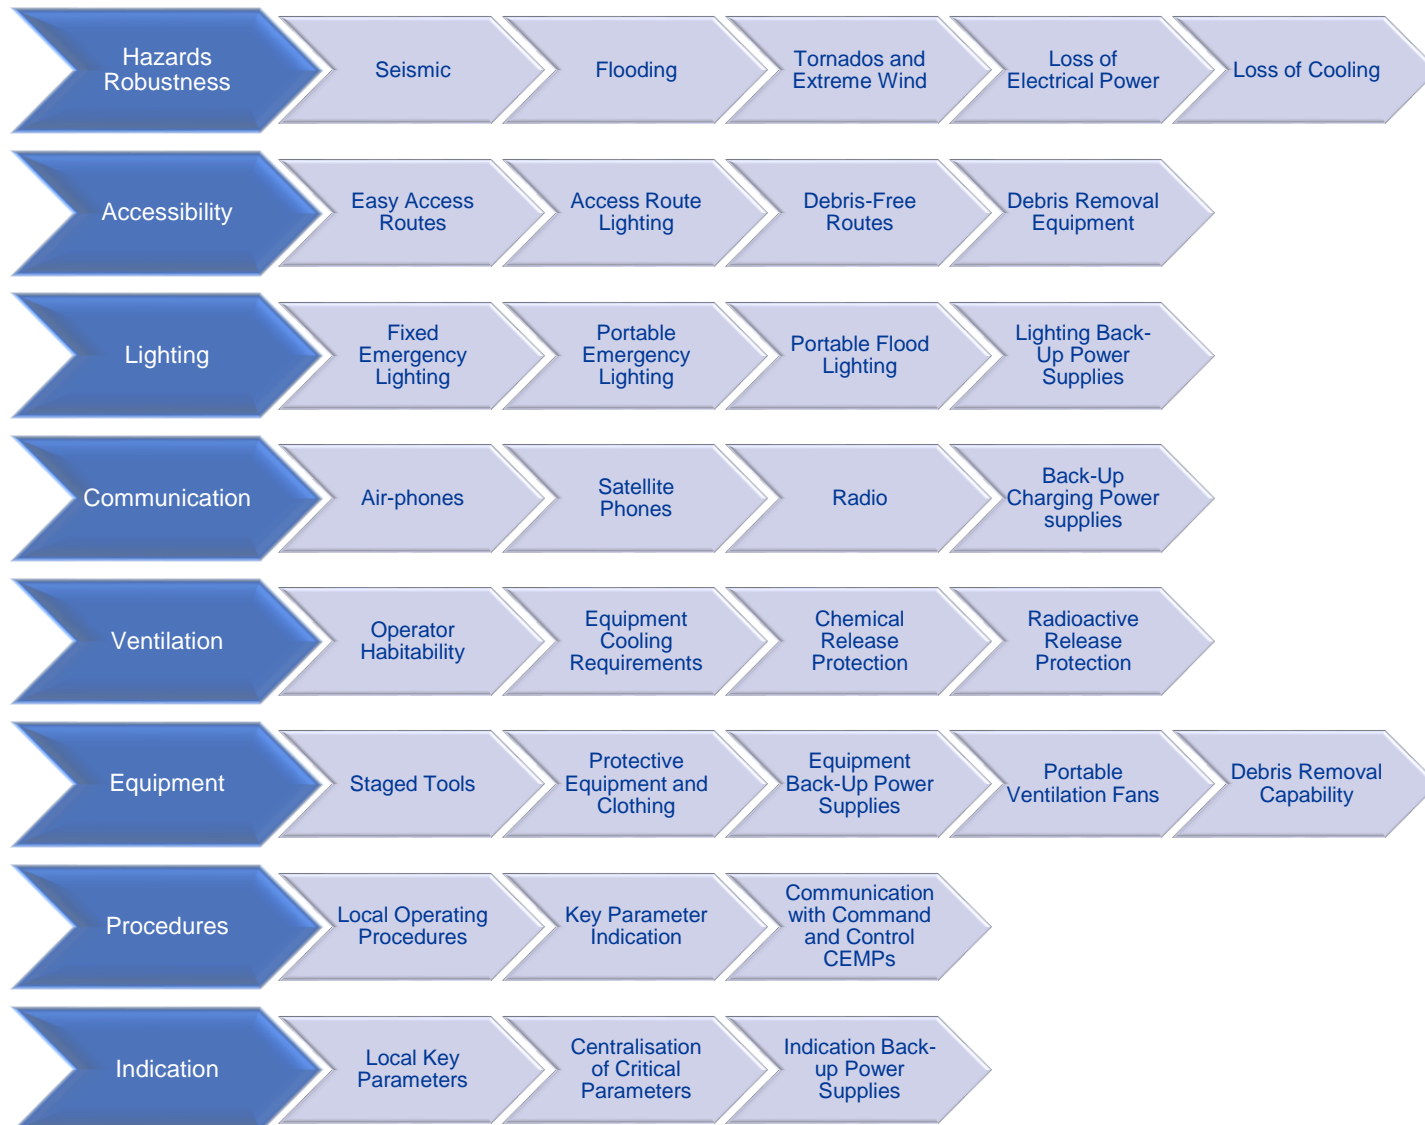 Hazards
Robustness
Seismic
Flooding
Tornados and
Extreme Wind
Loss of
Electrical Power
Loss of Cooling
Accessibility
Easy Access
Routes
Access Route
Lighting
Debris-Free
Routes
Debris Removal
Equipment
Lighting
Fixed
Emergency
Lighting
Portable
Emergency
Lighting
Portable Flood
Lighting
Lighting Back-
Up Power
Supplies
Communication
Air-phones
Satellite
Phones
Radio
Back-Up
Charging Power
supplies
Ventilation
Operator
Habitability
Equipment
Cooling
Requirements
Chemical
Release
Protection
Radioactive
Release
Protection
Equipment
Staged Tools
Protective
Equipment and
Clothing
Equipment
Back-Up Power
Supplies
Portable
Ventilation Fans
Debris Removal
Capability
Procedures
Local Operating
Procedures
Key Parameter
Indication
Communication
with Command
and Control
CEMPs
Indication
Local Key
Parameters
Centralisation
of Critical
Parameters
Indication Back-
up Power
Supplies